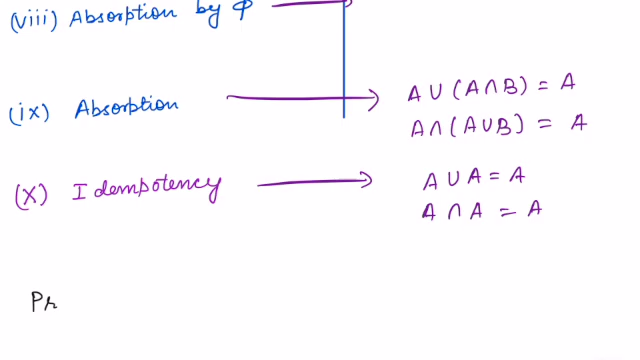 (viii) Absorption by φ
(ix) Absorption
A ∪ (A ∩ B) = A
A ∩ (A ∪ B) = A
(x) Idempotency
A ∪ A = A
A ∩ A = A
Pr